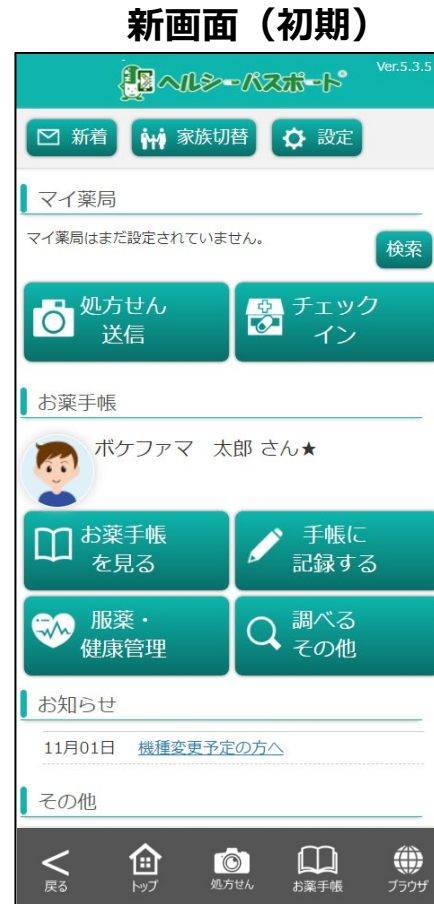 新画面（初期）
ヘルシーパスポート
Ver.5.3.5
新着
家族切替
設定
マイ薬局
マイ薬局はまだ設定されていません。
検索
処方せん
送信
チェック
イン
お薬手帳
ボケファマ　太郎 さん★
お薬手帳
を見る
手帳に
記録する
服薬・
健康管理
調べる
その他
お知らせ
11月01日　機種変更予定の方へ
その他
戻る
トップ
処方せん
お薬手帳
ブラウザ